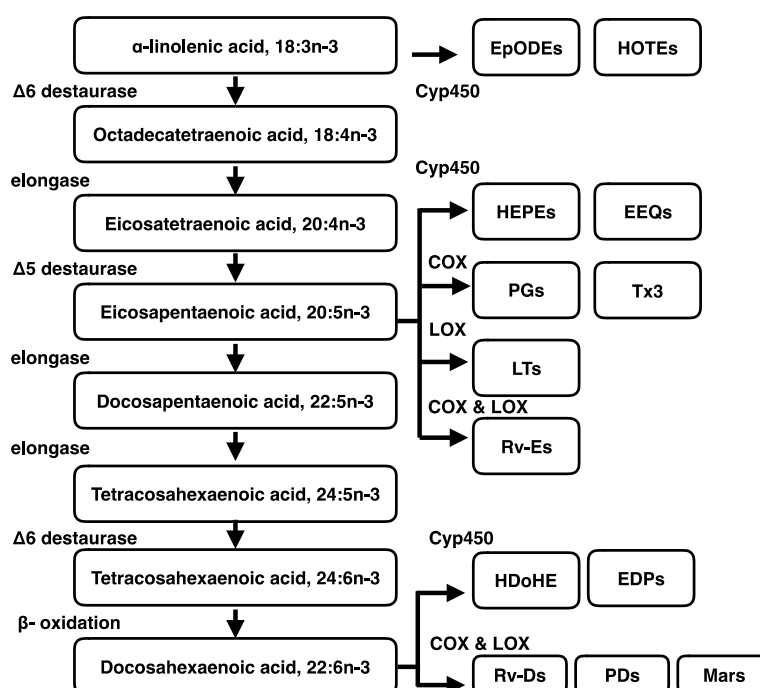 α-linolenic acid, 18:3n-3
EpODEs
HOTEs
Δ6 destaurase
Cyp450
Octadecatetraenoic acid, 18:4n-3
elongase
Cyp450
Eicosatetraenoic acid, 20:4n-3
HEPEs
EEQs
Δ5 destaurase
COX
PGs
Tx3
Eicosapentaenoic acid, 20:5n-3
LOX
elongase
LTs
Docosapentaenoic acid, 22:5n-3
COX & LOX
elongase
Rv-Es
Tetracosahexaenoic acid, 24:5n-3
Δ6 destaurase
Cyp450
Tetracosahexaenoic acid, 24:6n-3
HDoHE
EDPs
β- oxidation
COX & LOX
Docosahexaenoic acid, 22:6n-3
Rv-Ds
PDs
Mars